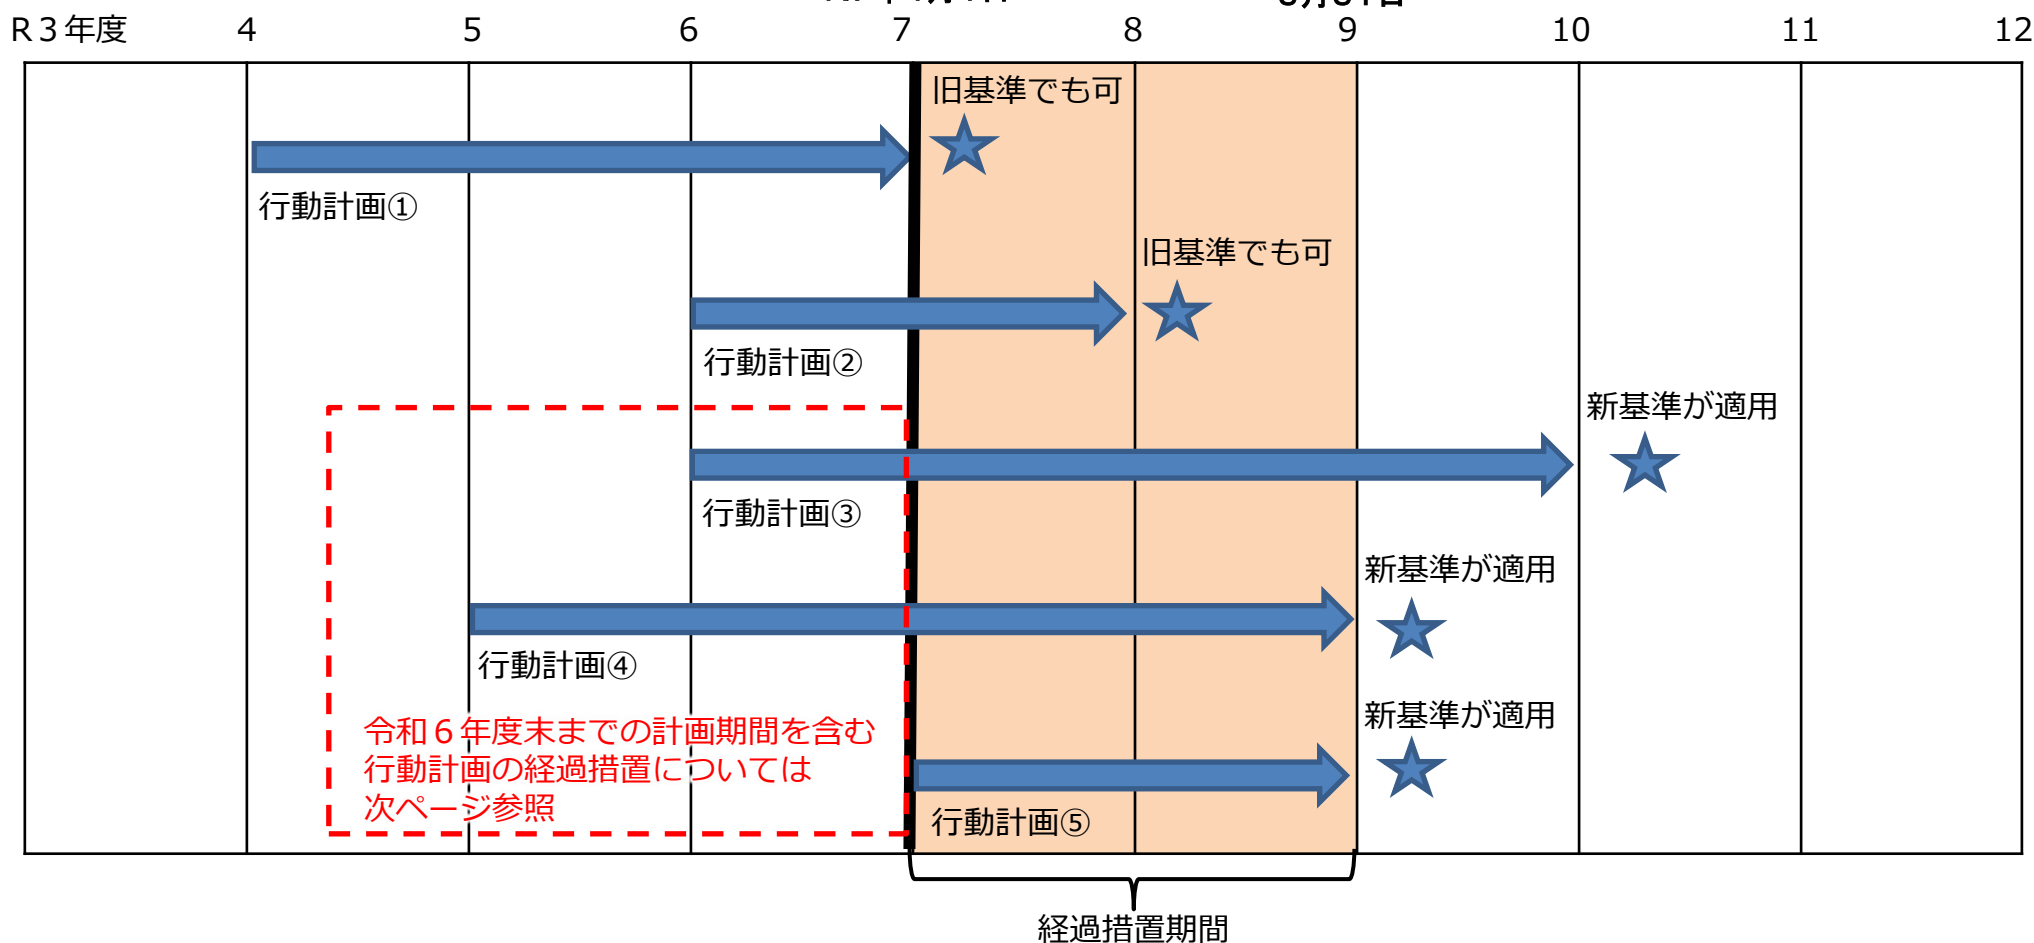 R３年度 4 5 6 7 8 9 10 11 12
旧基準でも可
行動計画①
旧基準でも可
行動計画②
新基準が適用
行動計画③
新基準が適用
行動計画④
新基準が適用
令和６年度末までの計画期間を含む
行動計画の経過措置については
次ページ参照
行動計画⑤
経過措置期間